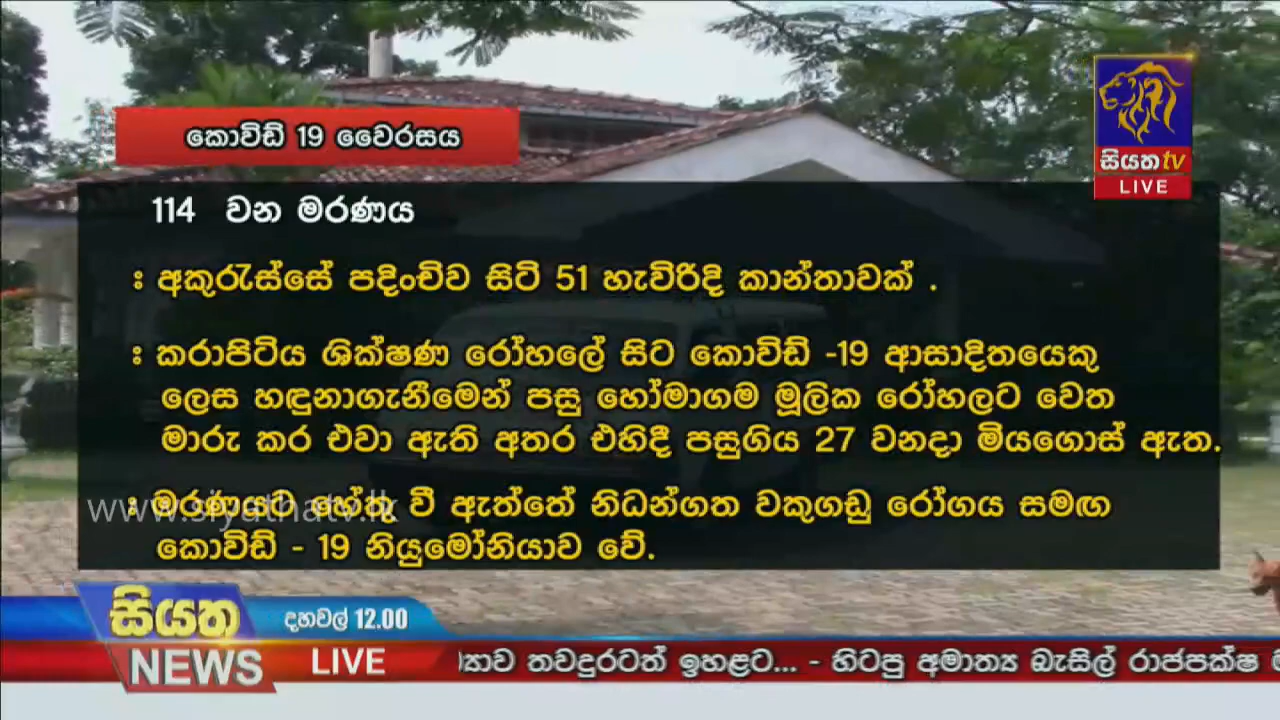 කොවිඩ් 19 වෛරසය
සියත tv
LIVE
114 වන මරණය
: අකුරැස්සේ පදිංචිව සිටි 51 හැවිරිදි කාන්තාවක් .
: කරාපිටිය ශික්ෂණ රෝහලේ සිට කොවිඩ් -19 ආසාදිතයෙකු
ලෙස හඳුනාගැනීමෙන් පසු හෝමාගම මූලික රෝහලට වෙත
මාරු කර එවා ඇති අතර එහිදී පසුගිය 27 වනදා මියගොස් ඇත.
: මරණයට හේතු වී ඇත්තේ නිධන්ගත වකුගඩු රෝගය සමඟ
www.siyathatv.lk
කොවිඩ් - 19 නියුමෝනියාව වේ.
සියත දහවල් 12.00
NEWS LIVE තවදුරටත් ඉහළට... - හිටපු අමාත්‍ය බැසිල් රාජපක්ෂ